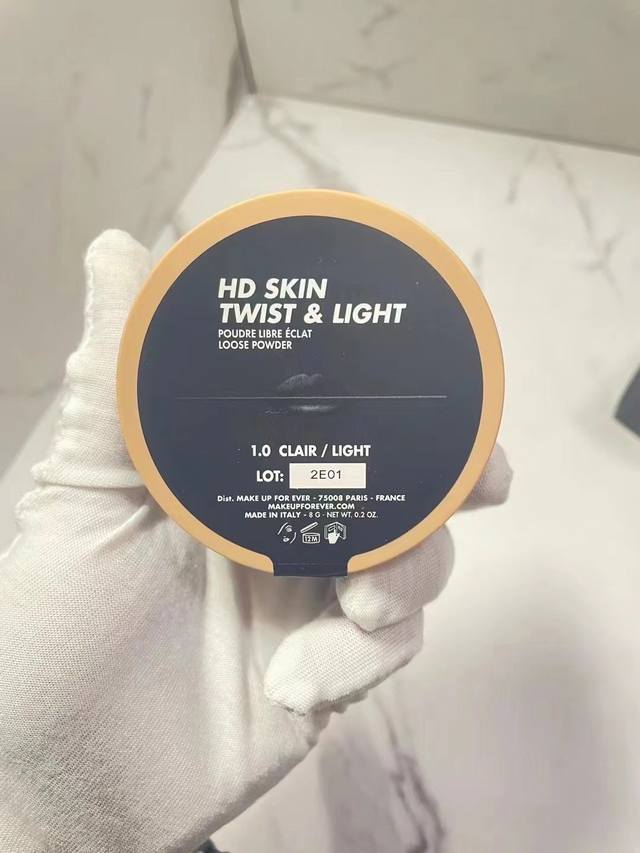 HD SKIN
TWIST & LIGHT
POUDRE LIBRE ÉCLAT
LOOSE POWDER
1.0 CLAIR / LIGHT
LOT: 2E01
Dist. MAKE UP FOR EVER - 75008 PARIS - FRANCE
MAKEUPFOREVER.COM
MADE IN ITALY - 8 G - NET WT. 0.2 OZ.
12M